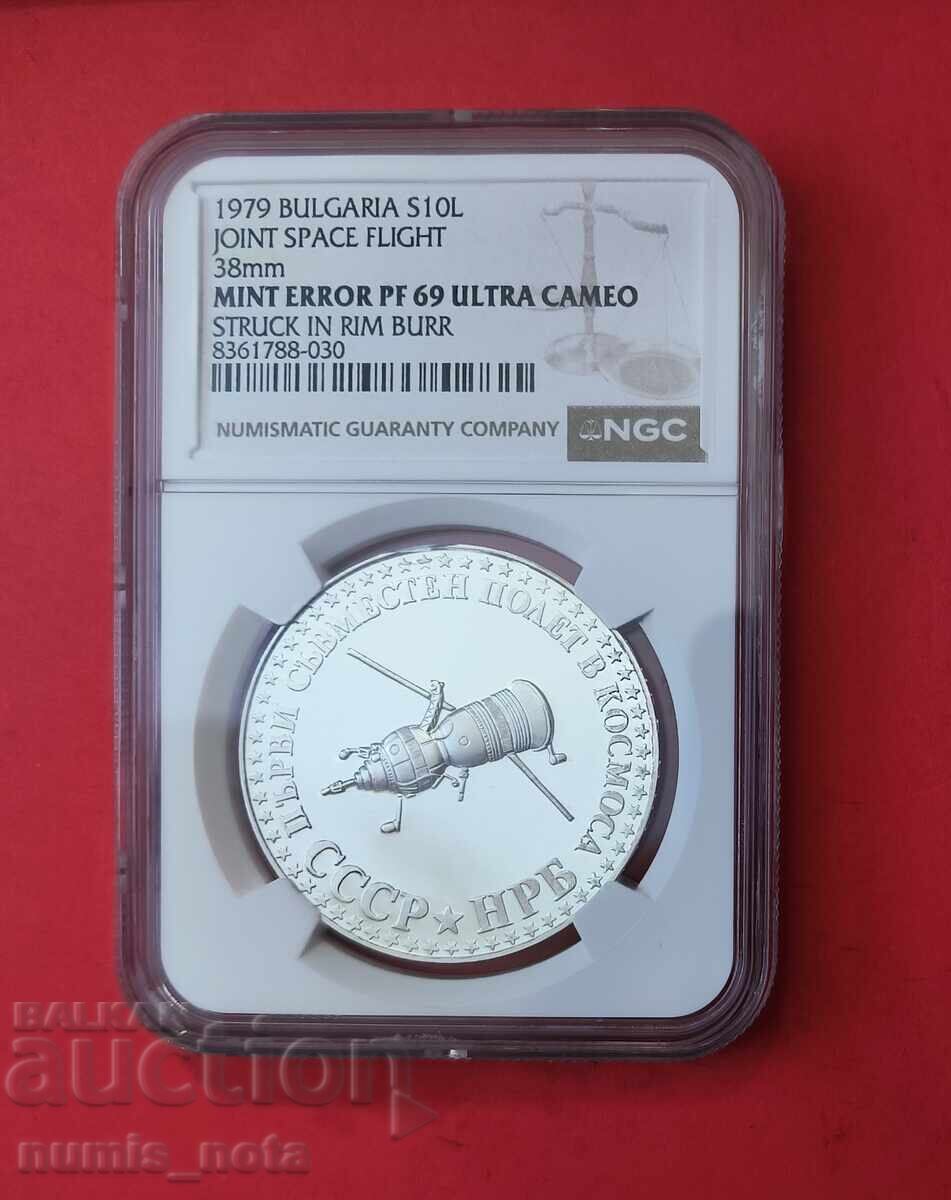 1979 BULGARIA S10L
JOINT SPACE FLIGHT
38mm
MINT ERROR PF 69 ULTRA CAMEO
STRUCK IN RIM BURR
8361788-030
NUMISMATIC GUARANTY COMPANY
NGC
ПЪРВИ СЪВМЕСТЕН ПОЛЕТ В КОСМОСА
СССР ★ НРБ
BALKAN
auction
numis_nota